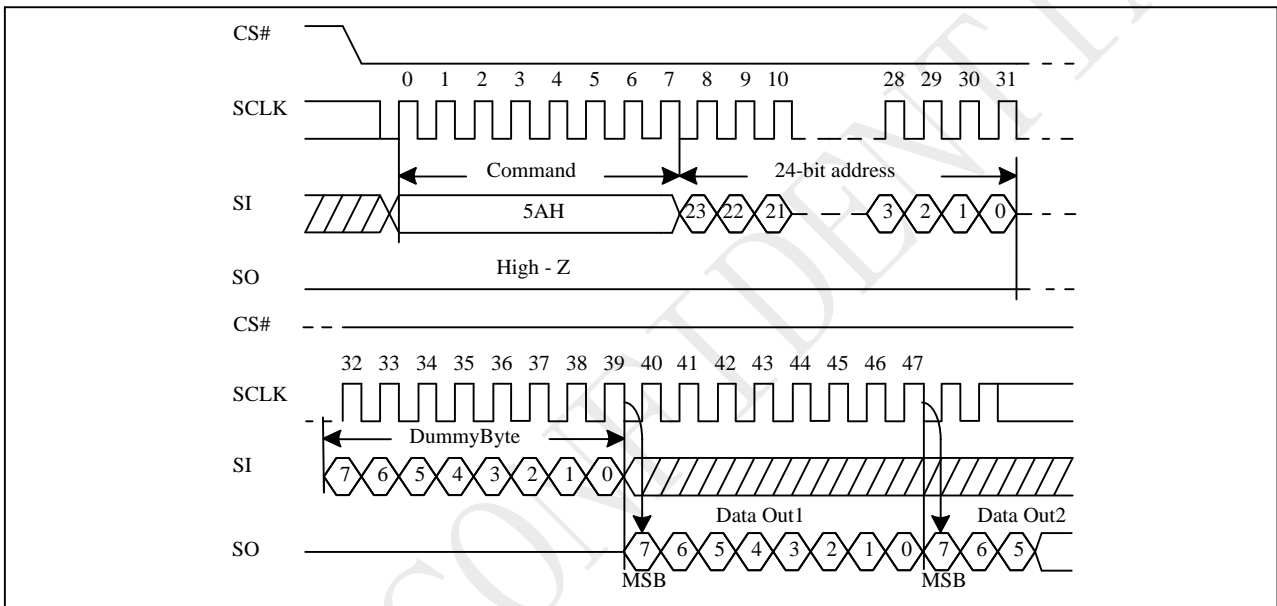 CS#
0 1 2 3 4 5 6 7 8 9 10 28 29 30 31
SCLK
Command 24-bit address
SI 5AH 23 22 21 3 2 1 0
High - Z
SO
CS#
32 33 34 35 36 37 38 39 40 41 42 43 44 45 46 47
SCLK
DummyByte
SI 7 6 5 4 3 2 1 0
Data Out1 Data Out2
SO 7 6 5 4 3 2 1 0 7 6 5
MSB MSB
CONFIDENTI